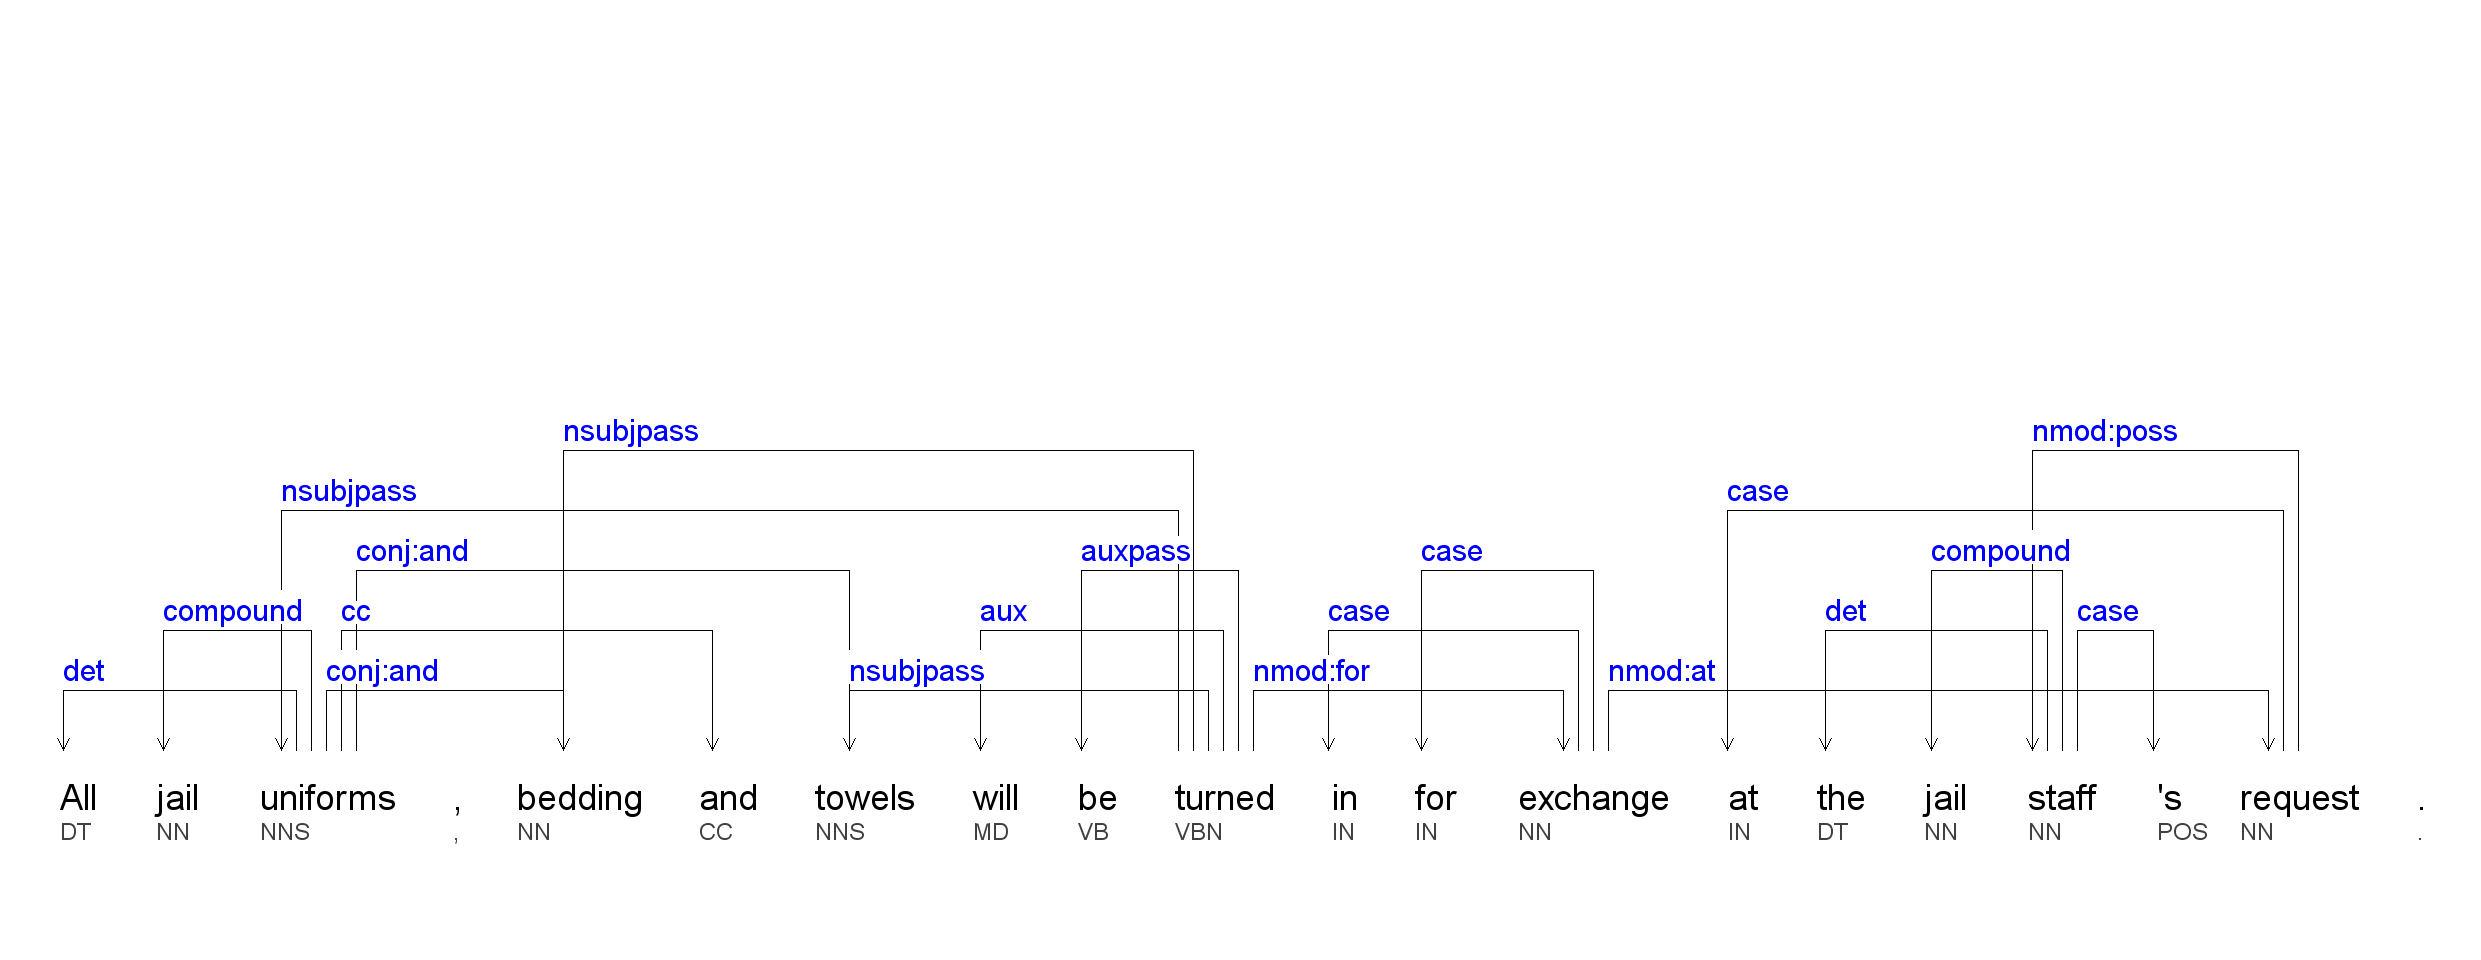 nsubjpass nmod:poss
nsubjpass case
conj:and auxpass case compound
compound cc aux case det case
det conj:and nsubjpass nmod:for nmod:at
All jail uniforms , bedding and towels will be turned in for exchange at the jail staff 's request .
DT NN NNS , NN CC NNS MD VB VBN IN IN NN IN DT NN NN POS NN .